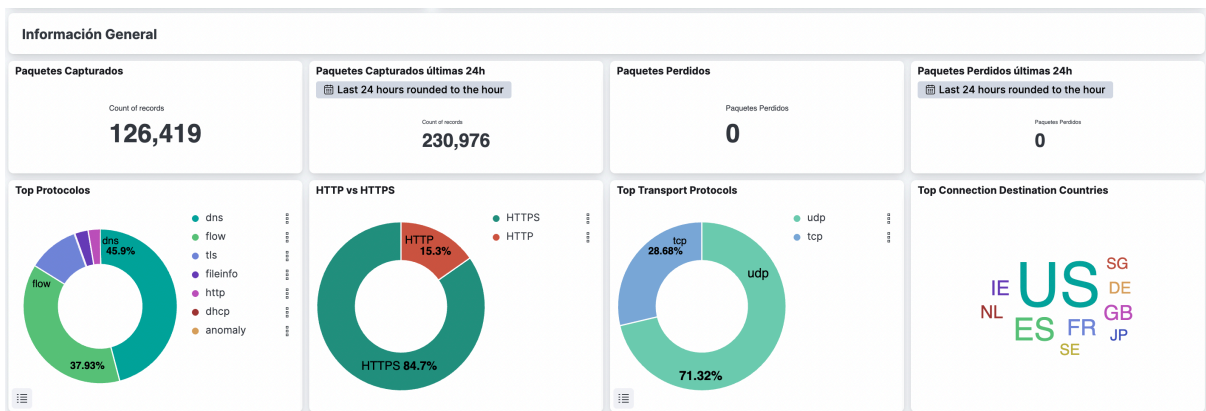 Información General
Paquetes Capturados
Count of records
126,419
Paquetes Capturados últimas 24h
Last 24 hours rounded to the hour
Count of records
230,976
Paquetes Perdidos
Paquetes Perdidos
0
Paquetes Perdidos últimas 24h
Last 24 hours rounded to the hour
Paquetes Perdidos
0
Top Protocolos
dns
45.9%
flow
37.93%
dns
flow
tls
fileinfo
http
dhcp
anomaly
HTTP vs HTTPS
HTTP
15.3%
HTTPS 84.7%
HTTPS
HTTP
Top Transport Protocols
tcp
28.68%
udp
71.32%
udp
tcp
Top Connection Destination Countries
US
SG
IE
DE
NL
ES
FR
GB
JP
SE